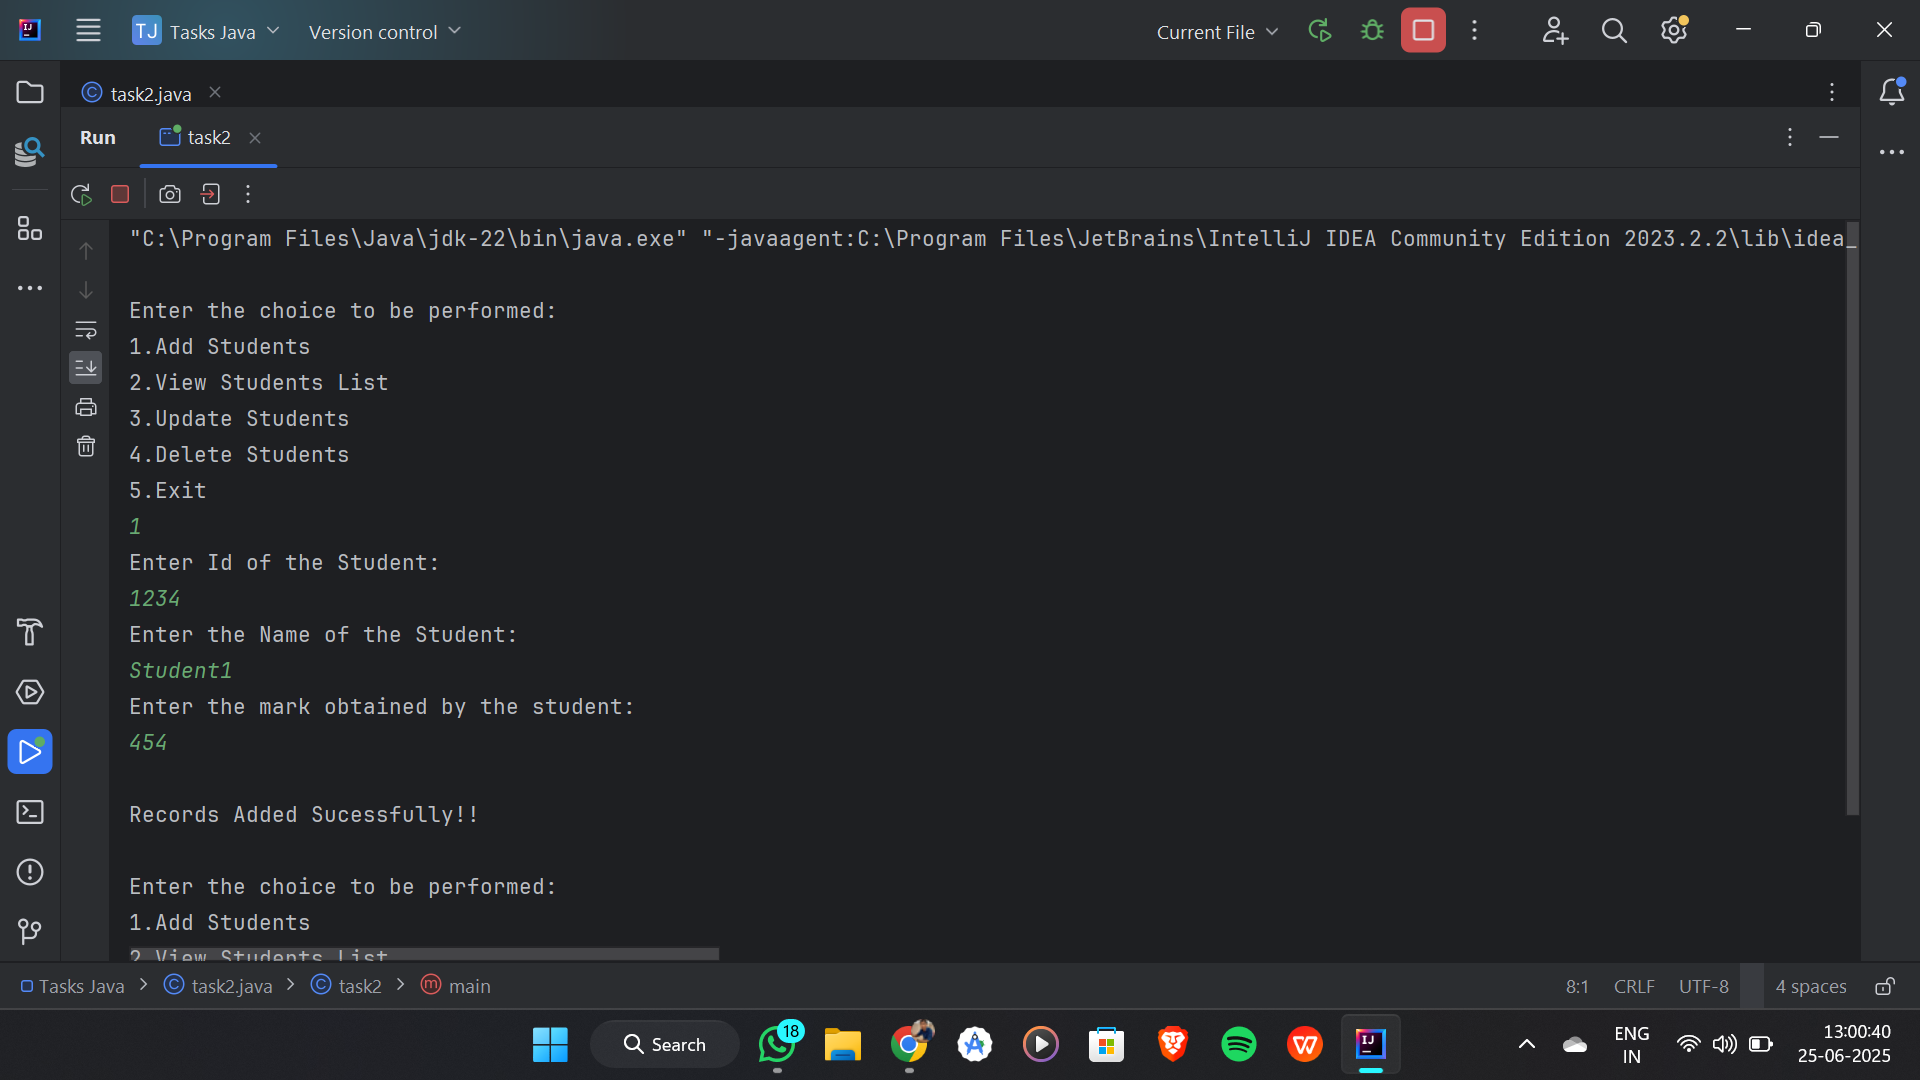 TJ Tasks Java Version control Current File
task2.java
Run task2
"C:\Program Files\Java\jdk-22\bin\java.exe" "-javaagent:C:\Program Files\JetBrains\IntelliJ IDEA Community Edition 2023.2.2\lib\idea_
Enter the choice to be performed:
1.Add Students
2.View Students List
3.Update Students
4.Delete Students
5.Exit
1
Enter Id of the Student:
1234
Enter the Name of the Student:
Student1
Enter the mark obtained by the student:
454
Records Added Sucessfully!!
Enter the choice to be performed:
1.Add Students
2.View Students List
Tasks Java > task2.java > task2 > main 8:1 CRLF UTF-8 4 spaces
Search 18 ENG 13:00:40
IN 25-06-2025